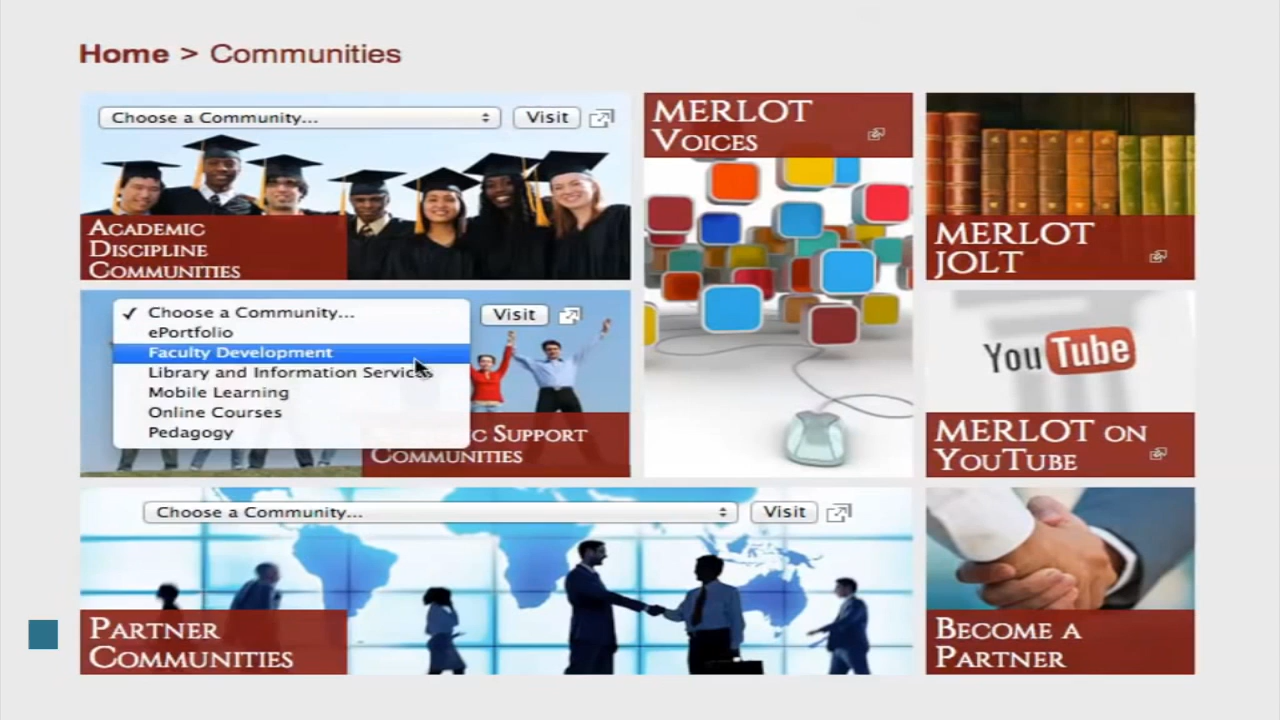 Home > Communities
Choose a Community...
Visit
ACADEMIC
DISCIPLINE
COMMUNITIES
MERLOT
VOICES
MERLOT
JOLT
✓ Choose a Community...
ePortfolio
Faculty Development
Library and Information Services
Mobile Learning
Online Courses
Pedagogy
Visit
C SUPPORT
COMMUNITIES
You Tube
MERLOT ON
YOUTUBE
Choose a Community...
Visit
PARTNER
COMMUNITIES
BECOME A
PARTNER